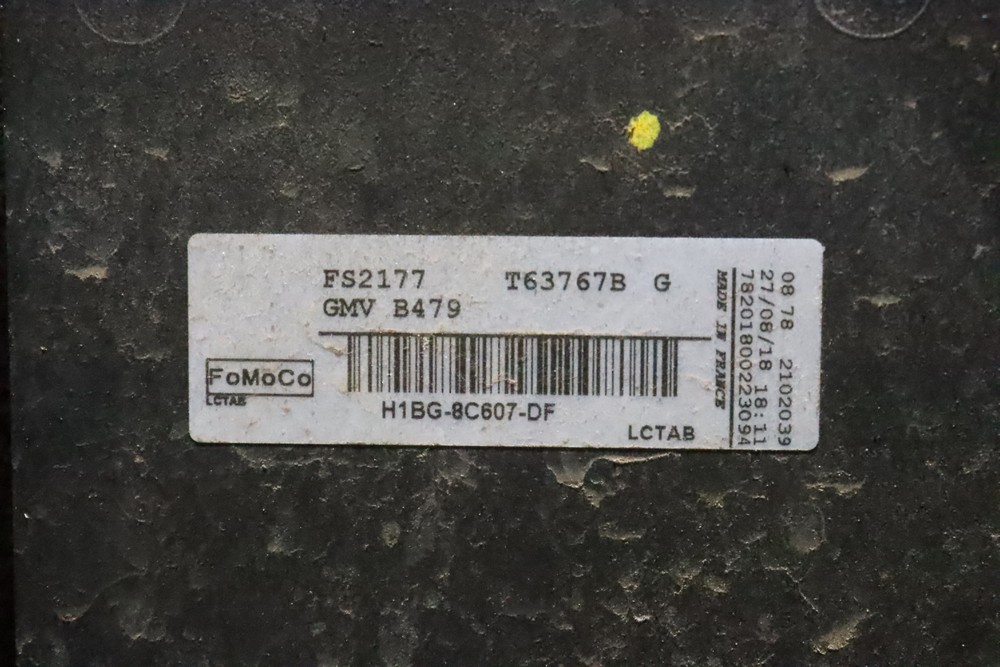 FS2177 T63767B G
GMV B479
FoMoCo
LCTAB
H1BG-8C607-DF
LCTAB
MADE IN FRANCE
782018002223094
27/08/18 18:11
08 78 2102039